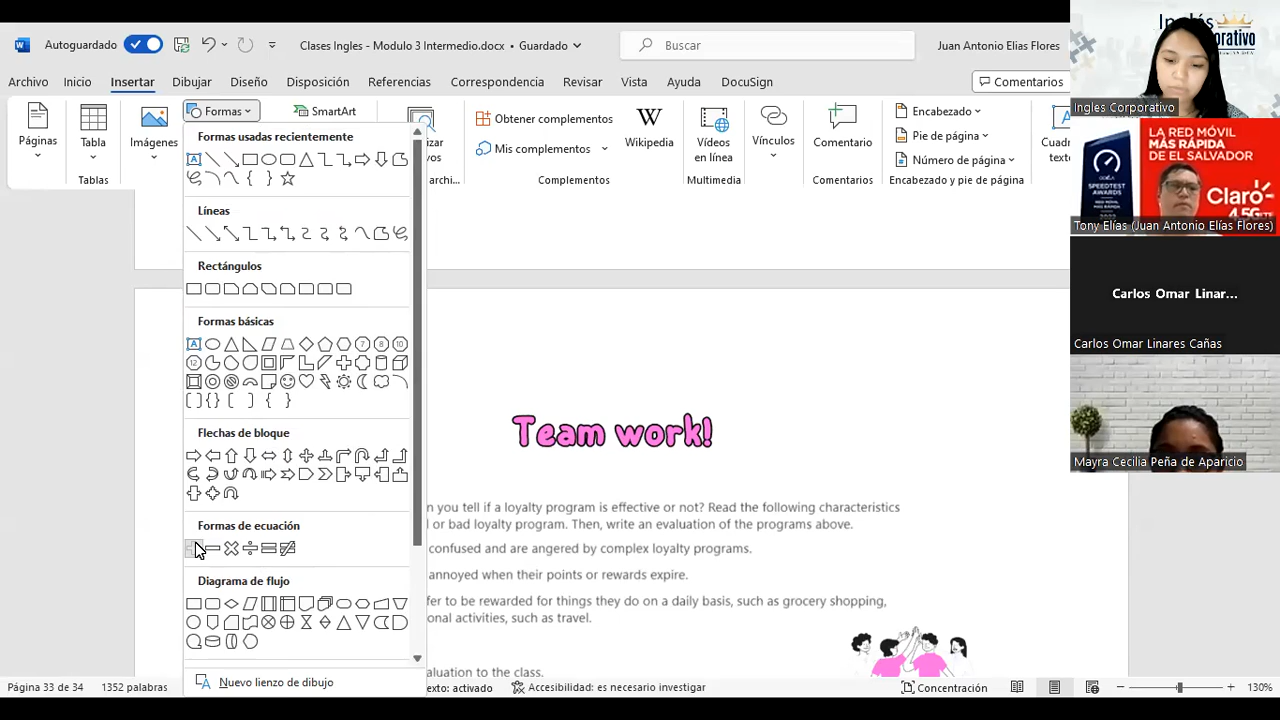 Autoguardado
Clases Ingles - Modulo 3 Intermedio.docx • Guardado
Buscar
Juan Antonio Elias Flores
Archivo Inicio Insertar Dibujar Diseño Disposición Referencias Correspondencia Revisar Vista Ayuda DocuSign
Comentarios
Páginas
Tabla
Tablas
Imágenes
Formas
SmartArt
Obtener complementos
Mis complementos
Complementos
Wikipedia
Vídeos en línea
Multimedia
Vínculos
Comentario
Comentarios
Encabezado
Pie de página
Número de página
Encabezado y pie de página
Formas usadas recientemente
Líneas
Rectángulos
Formas básicas
Flechas de bloque
Formas de ecuación
Diagrama de flujo
Nuevo lienzo de dibujo
Team work!
you tell if a loyalty program is effective or not? Read the following characteristics
or bad loyalty program. Then, write an evaluation of the programs above.
confused and are angered by complex loyalty programs.
annoyed when their points or rewards expire.
to be rewarded for things they do on a daily basis, such as grocery shopping,
activities, such as travel.
to the class.
Página 33 de 34
1352 palabras
activado
Accesibilidad: es necesario investigar
Concentración
130%
Ingles Corporativo
LA RED MÓVIL
MÁS RÁPIDA
DE EL SALVADOR
SPEEDTEST
AWARDS
Claro
Tony Elías (Juan Antonio Elías Flores)
Carlos Omar Linar...
Carlos Omar Linares Cañas
Mayra Cecilia Peña de Aparicio